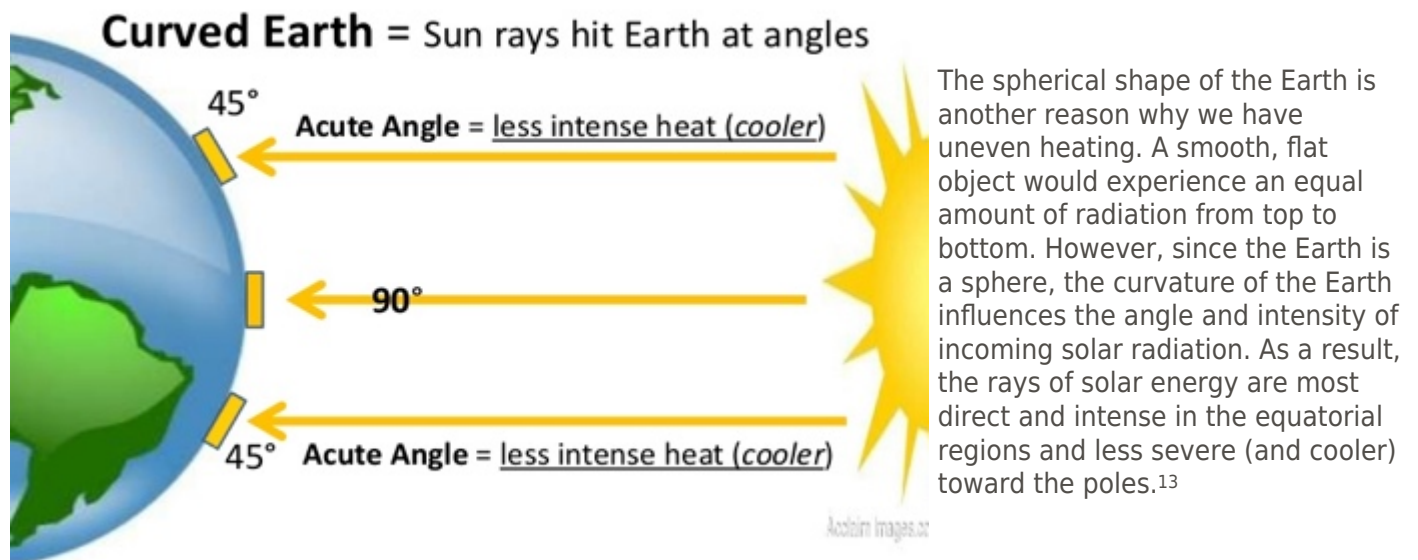 Curved Earth = Sun rays hit Earth at angles
45°
Acute Angle = less intense heat (cooler)
90°
45°
Acute Angle = less intense heat (cooler)
The spherical shape of the Earth is
another reason why we have
uneven heating. A smooth, flat
object would experience an equal
amount of radiation from top to
bottom. However, since the Earth is
a sphere, the curvature of the Earth
influences the angle and intensity of
incoming solar radiation. As a result,
the rays of solar energy are most
direct and intense in the equatorial
regions and less severe (and cooler)
toward the poles.13